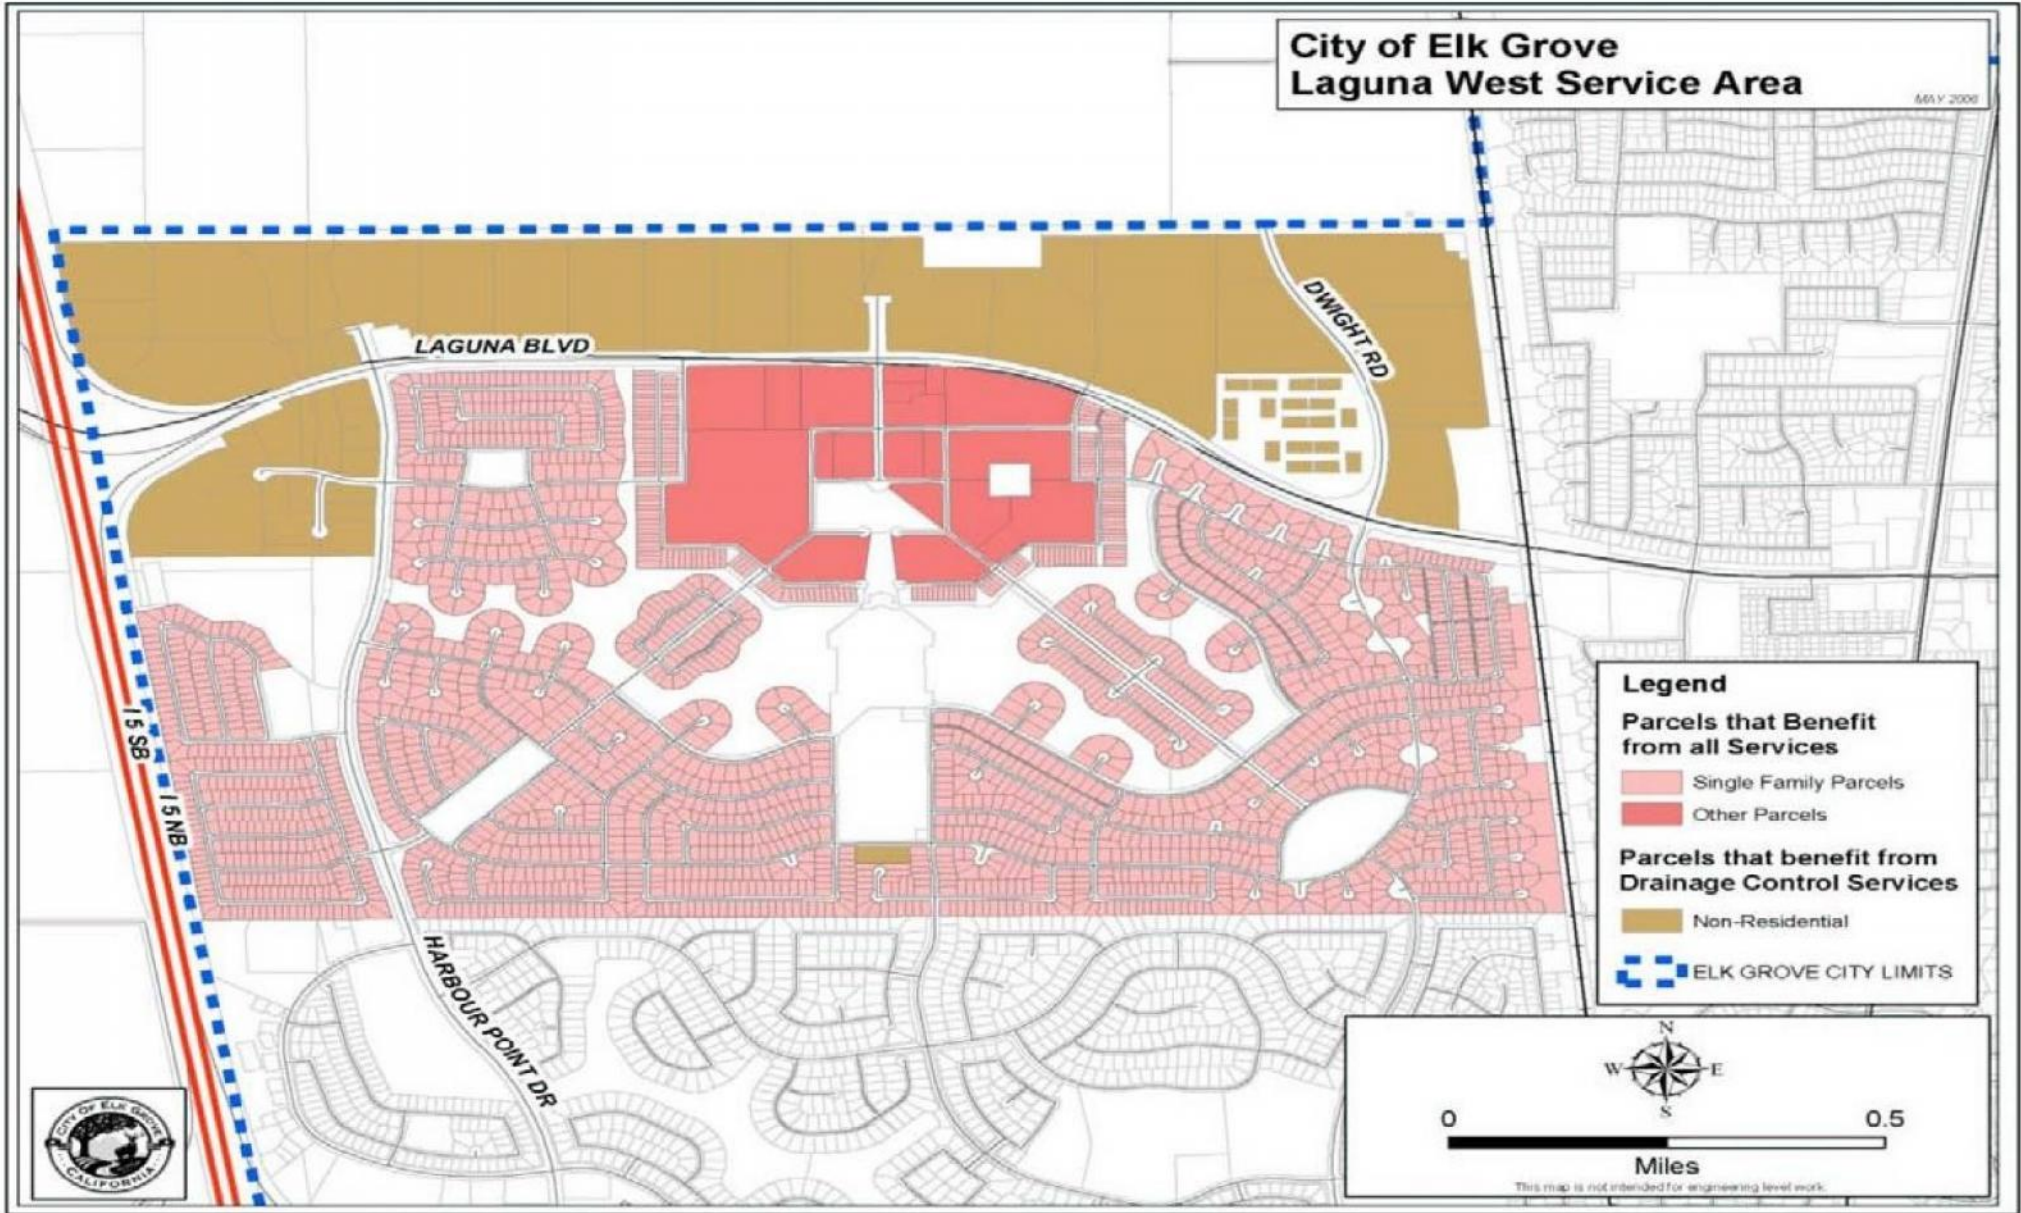 City of Elk Grove
Laguna West Service Area
MAY 2006
LAGUNA BLVD
DWIGHT RD
I 5 SB
I 5 NB
HARBOUR POINT DR
Legend
Parcels that Benefit
from all Services
Single Family Parcels
Other Parcels
Parcels that benefit from
Drainage Control Services
Non-Residential
ELK GROVE CITY LIMITS
N
W E
S
0 0.5
Miles
This map is not intended for engineering level work.
CITY OF ELK GROVE
CALIFORNIA